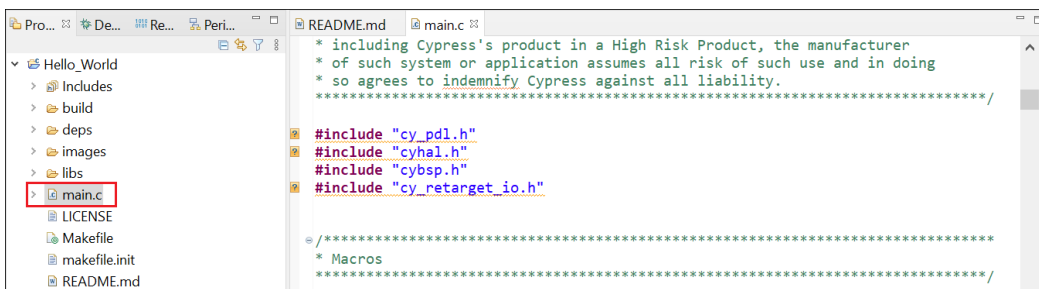 Pro... De... Re... Peri...
Hello_World
Includes
build
deps
images
libs
main.c
LICENSE
Makefile
makefile.init
README.md
README.md main.c
* including Cypress's product in a High Risk Product, the manufacturer
* of such system or application assumes all risk of such use and in doing
* so agrees to indemnify Cypress against all liability.
*******************************************************************************/
#include "cy_pdl.h"
#include "cyhal.h"
#include "cybsp.h"
#include "cy_retarget_io.h"
/*******************************************************************************
* Macros
*******************************************************************************/